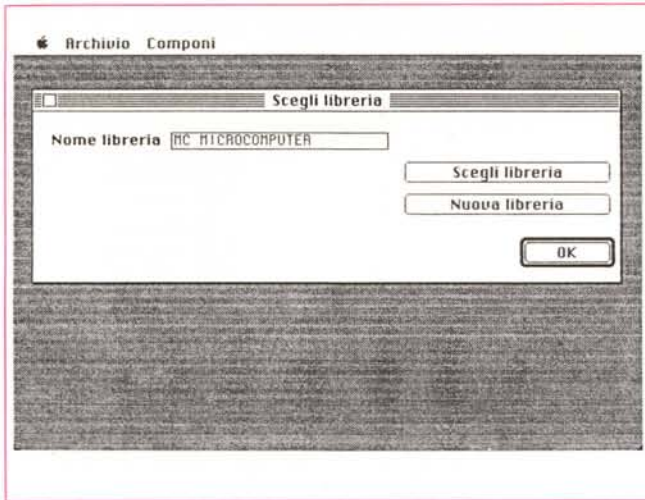 Archivio Componi
Scegli libreria
Nome libreria MC MICROCOMPUTER
Scegli libreria
Nuova libreria
OK